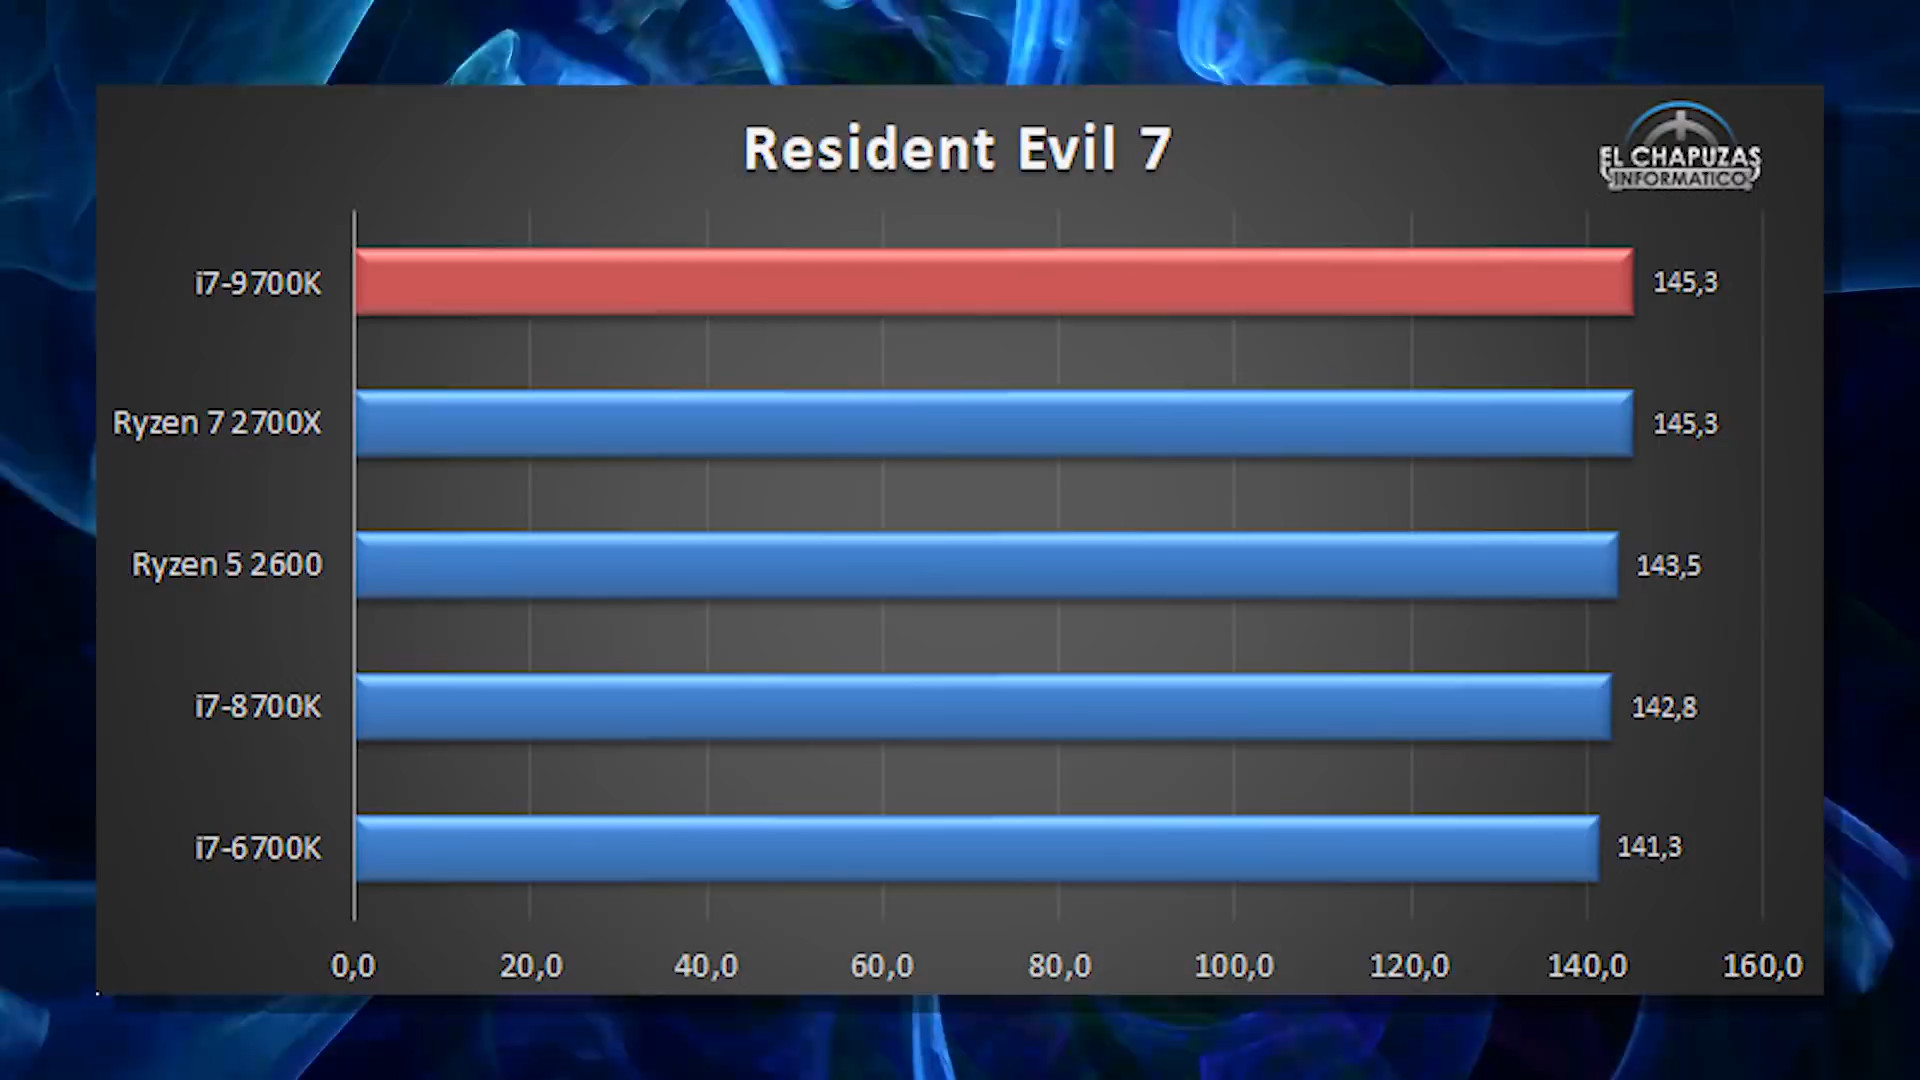 Resident Evil 7
EL CHAPUZAS
INFORMATICO
i7-9700K
145,3
Ryzen 7 2700X
145,3
Ryzen 5 2600
143,5
i7-8700K
142,8
i7-6700K
141,3
0,0 20,0 40,0 60,0 80,0 100,0 120,0 140,0 160,0